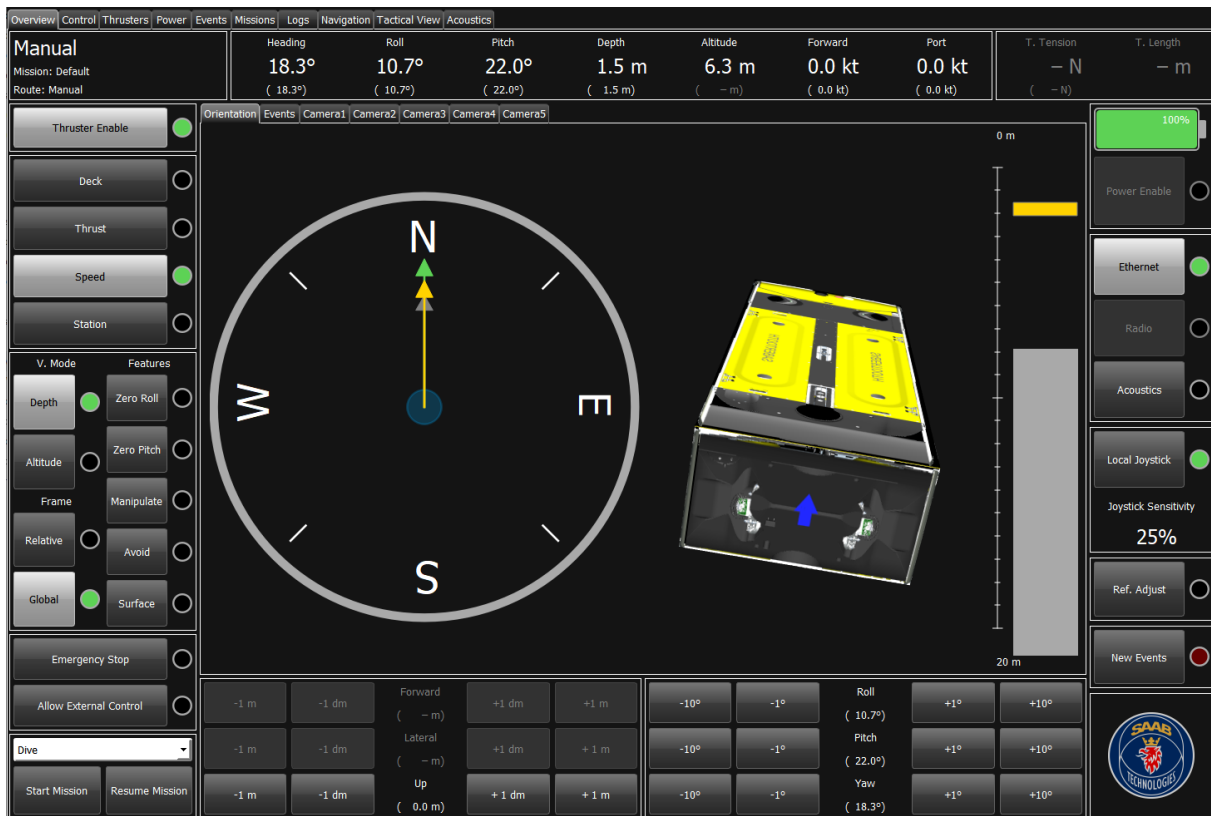 Overview Control Thrusters Power Events Missions Logs Navigation Tactical View Acoustics
Manual
Mission: Default
Route: Manual
Heading Roll Pitch Depth Altitude Forward Port
18.3° 10.7° 22.0° 1.5 m 6.3 m 0.0 kt 0.0 kt
( 18.3°) ( 10.7°) ( 22.0°) ( 1.5 m) ( – m) ( 0.0 kt) ( 0.0 kt)
T. Tension T. Length
– N – m
( – N)
Thruster Enable
Deck
Thrust
Speed
Station
V. Mode Features
Depth Zero Roll
Altitude Zero Pitch
Frame Manipulate
Relative Avoid
Global Surface
Emergency Stop
Allow External Control
Dive
Start Mission Resume Mission
Orientation Events Camera1 Camera2 Camera3 Camera4 Camera5
N
W E
S
0 m
20 m
-1 m -1 dm Forward +1 dm +1 m
( – m)
-1 m -1 dm Lateral +1 dm + 1 m
( – m)
-1 m -1 dm Up + 1 dm + 1 m
( 0.0 m)
-10° -1° Roll +1° +10°
( 10.7°)
-10° -1° Pitch +1° +10°
( 22.0°)
-10° -1° Yaw +1° +10°
( 18.3°)
100%
Power Enable
Ethernet
Radio
Acoustics
Local Joystick
Joystick Sensitivity
25%
Ref. Adjust
New Events
SAAB
TECHNOLOGIES